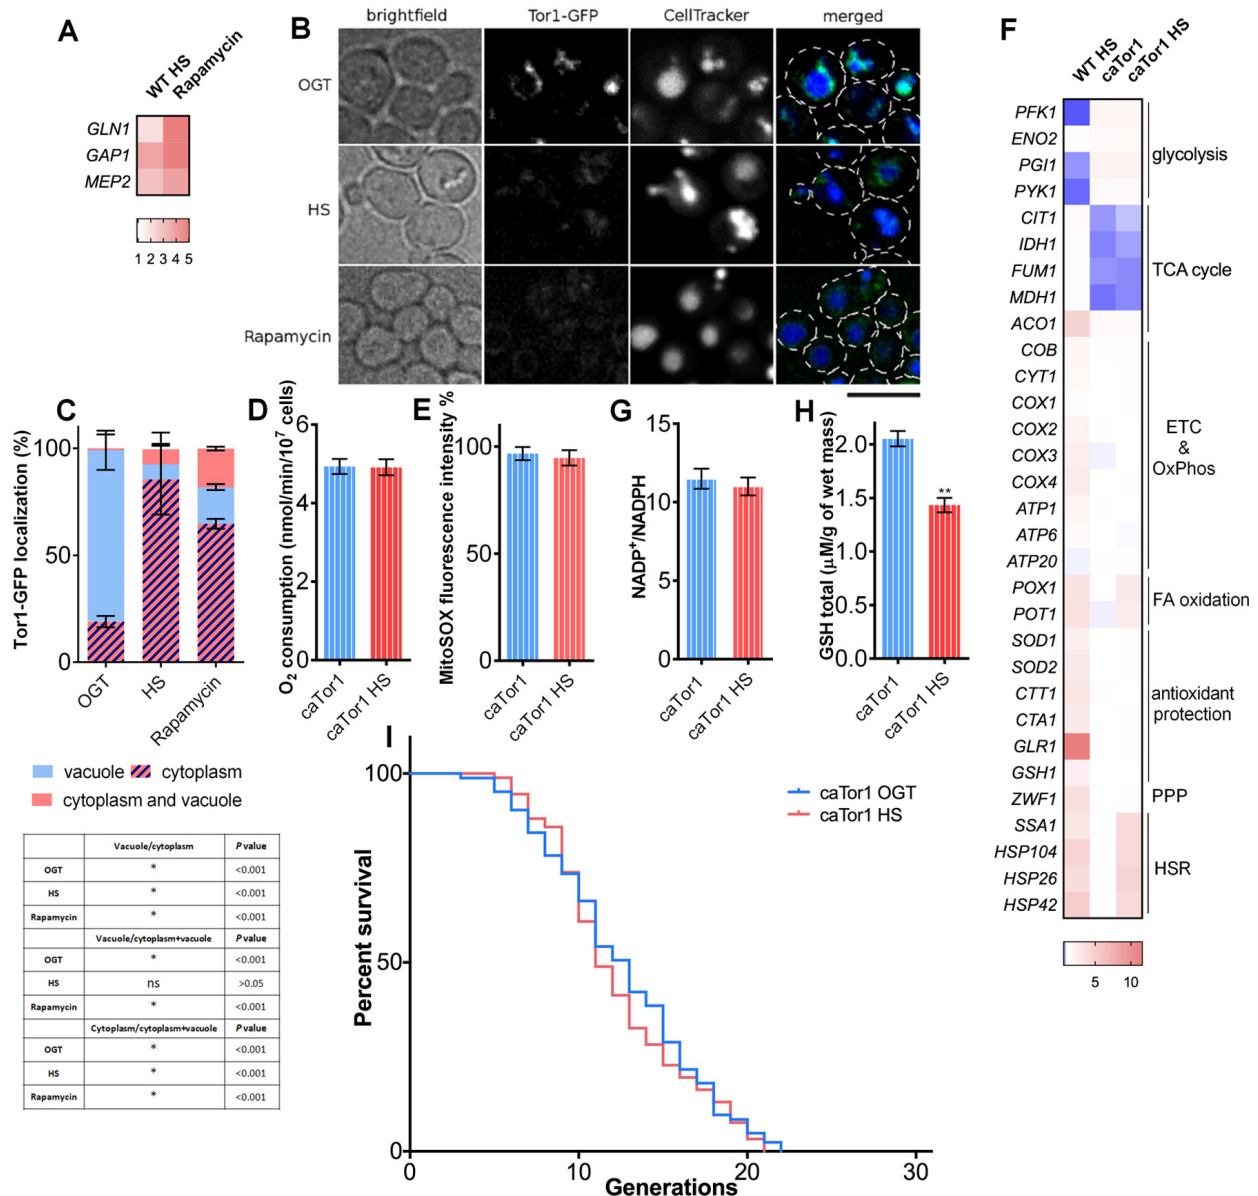 A
WT HS
Rapamycin
GLN1
GAP1
MEP2
1 2 3 4 5
B
brightfield
Tor1-GFP
CellTracker
merged
OGT
HS
Rapamycin
C
Tor1-GFP localization (%)
100
50
0
OGT
HS
Rapamycin
vacuole
cytoplasm
cytoplasm and vacuole
Vacuole/cytoplasm P value
OGT * <0.001
HS * <0.001
Rapamycin * <0.001
Vacuole/cytoplasm+vacuole P value
OGT * <0.001
HS ns >0.05
Rapamycin * <0.001
Cytoplasm/cytoplasm+vacuole P value
OGT * <0.001
HS * <0.001
Rapamycin * <0.001
D
O2 consumption (nmol/min/10^7 cells)
6
4
2
0
caTor1
caTor1 HS
E
MitoSOX fluorescence intensity %
100
50
0
caTor1
caTor1 HS
G
NADP+/NADPH
15
10
5
0
caTor1
caTor1 HS
H
GSH total (μM/g of wet mass)
2.0
1.5
1.0
0.5
0.0
**
caTor1
caTor1 HS
F
WT HS
caTor1
caTor1 HS
PFK1
ENO2
PGI1
PYK1
glycolysis
CIT1
IDH1
FUM1
MDH1
ACO1
TCA cycle
COB
CYT1
COX1
COX2
COX3
COX4
ATP1
ATP6
ATP20
ETC
&
OxPhos
POX1
POT1
FA oxidation
SOD1
SOD2
CTT1
CTA1
GLR1
GSH1
antioxidant
protection
ZWF1
PPP
SSA1
HSP104
HSP26
HSP42
HSR
5 10
I
Percent survival
100
50
0
0 10 20 30
Generations
caTor1 OGT
caTor1 HS